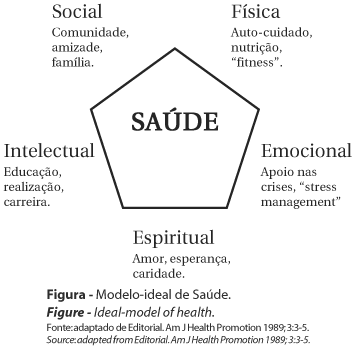 Social
Comunidade,
amizade,
família.
Física
Auto-cuidado,
nutrição,
“fitness”.
SAÚDE
Intelectual
Educação,
realização,
carreira.
Emocional
Apoio nas
crises, “stress
management”
Espiritual
Amor, esperança,
caridade.
Figura - Modelo-ideal de Saúde.
Figure - Ideal-model of health.
Fonte: adaptado de Editorial. Am J Health Promotion 1989; 3:3-5.
Source: adapted from Editorial. Am J Health Promotion 1989; 3:3-5.